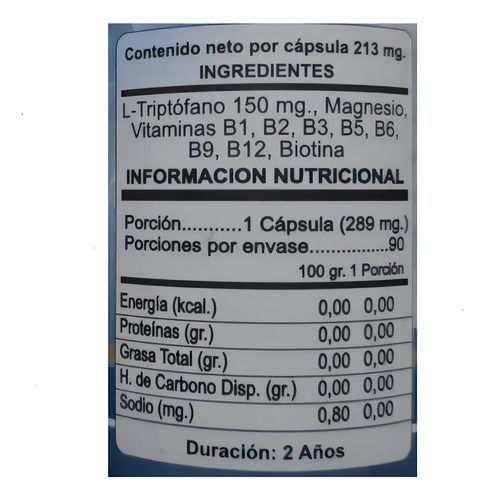 Contenido neto por cápsula 213 mg.
INGREDIENTES
L-Triptófano 150 mg., Magnesio,
Vitaminas B1, B2, B3, B5, B6,
B9, B12, Biotina
INFORMACION NUTRICIONAL
Porción...........1 Cápsula (289 mg.)
Porciones por envase................90
100 gr. 1 Porción
Energía (kcal.) 0,00 0,00
Proteínas (gr.) 0,00 0,00
Grasa Total (gr.) 0,00 0,00
H. de Carbono Disp. (gr.) 0,00 0,00
Sodio (mg.) 0,80 0,00
Duración: 2 Años